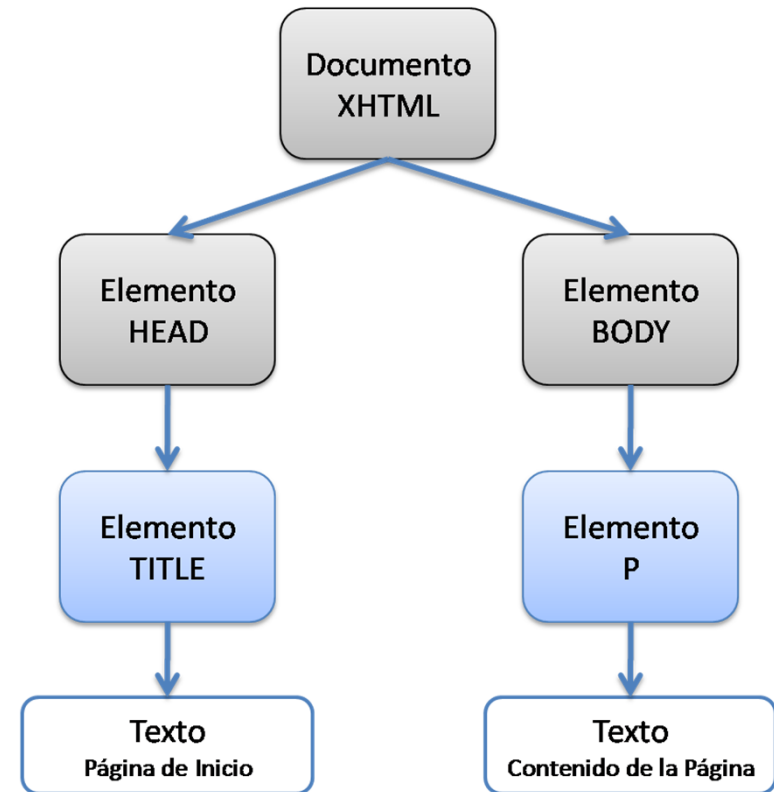 Documento
XHTML
Elemento
HEAD
Elemento
BODY
Elemento
TITLE
Elemento
P
Texto
Página de Inicio
Texto
Contenido de la Página